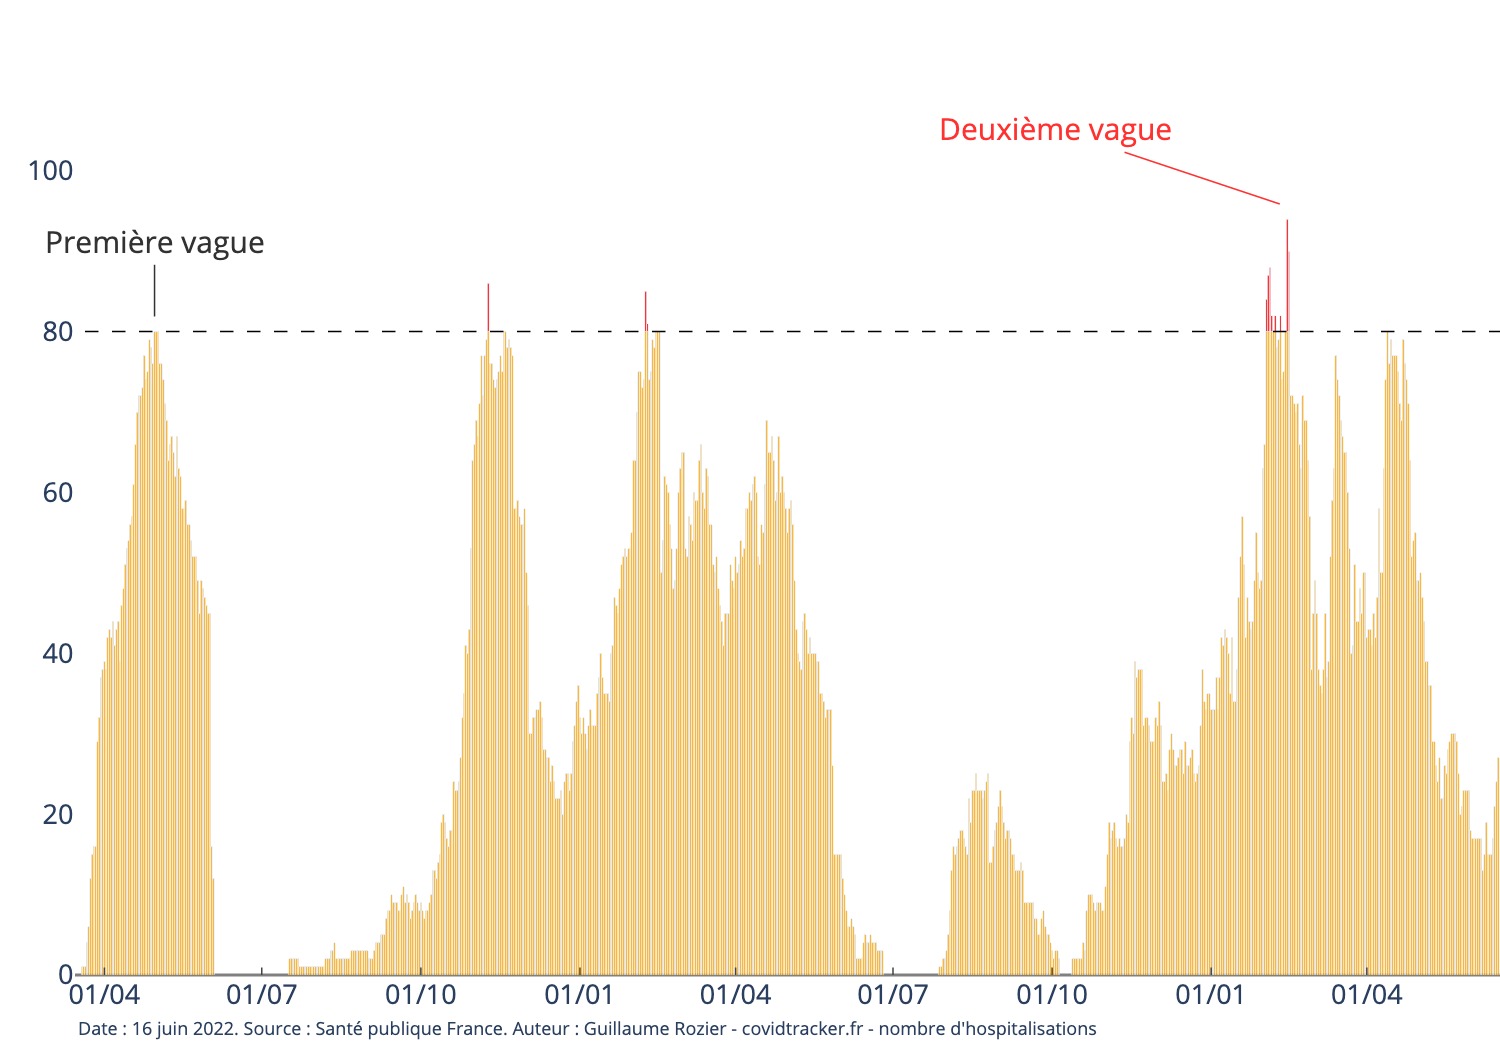 Deuxième vague
100
Première vague
80
60
40
20
0
01/04 01/07 01/10 01/01 01/04 01/07 01/10 01/01 01/04
Date : 16 juin 2022. Source : Santé publique France. Auteur : Guillaume Rozier - covidtracker.fr - nombre d'hospitalisations